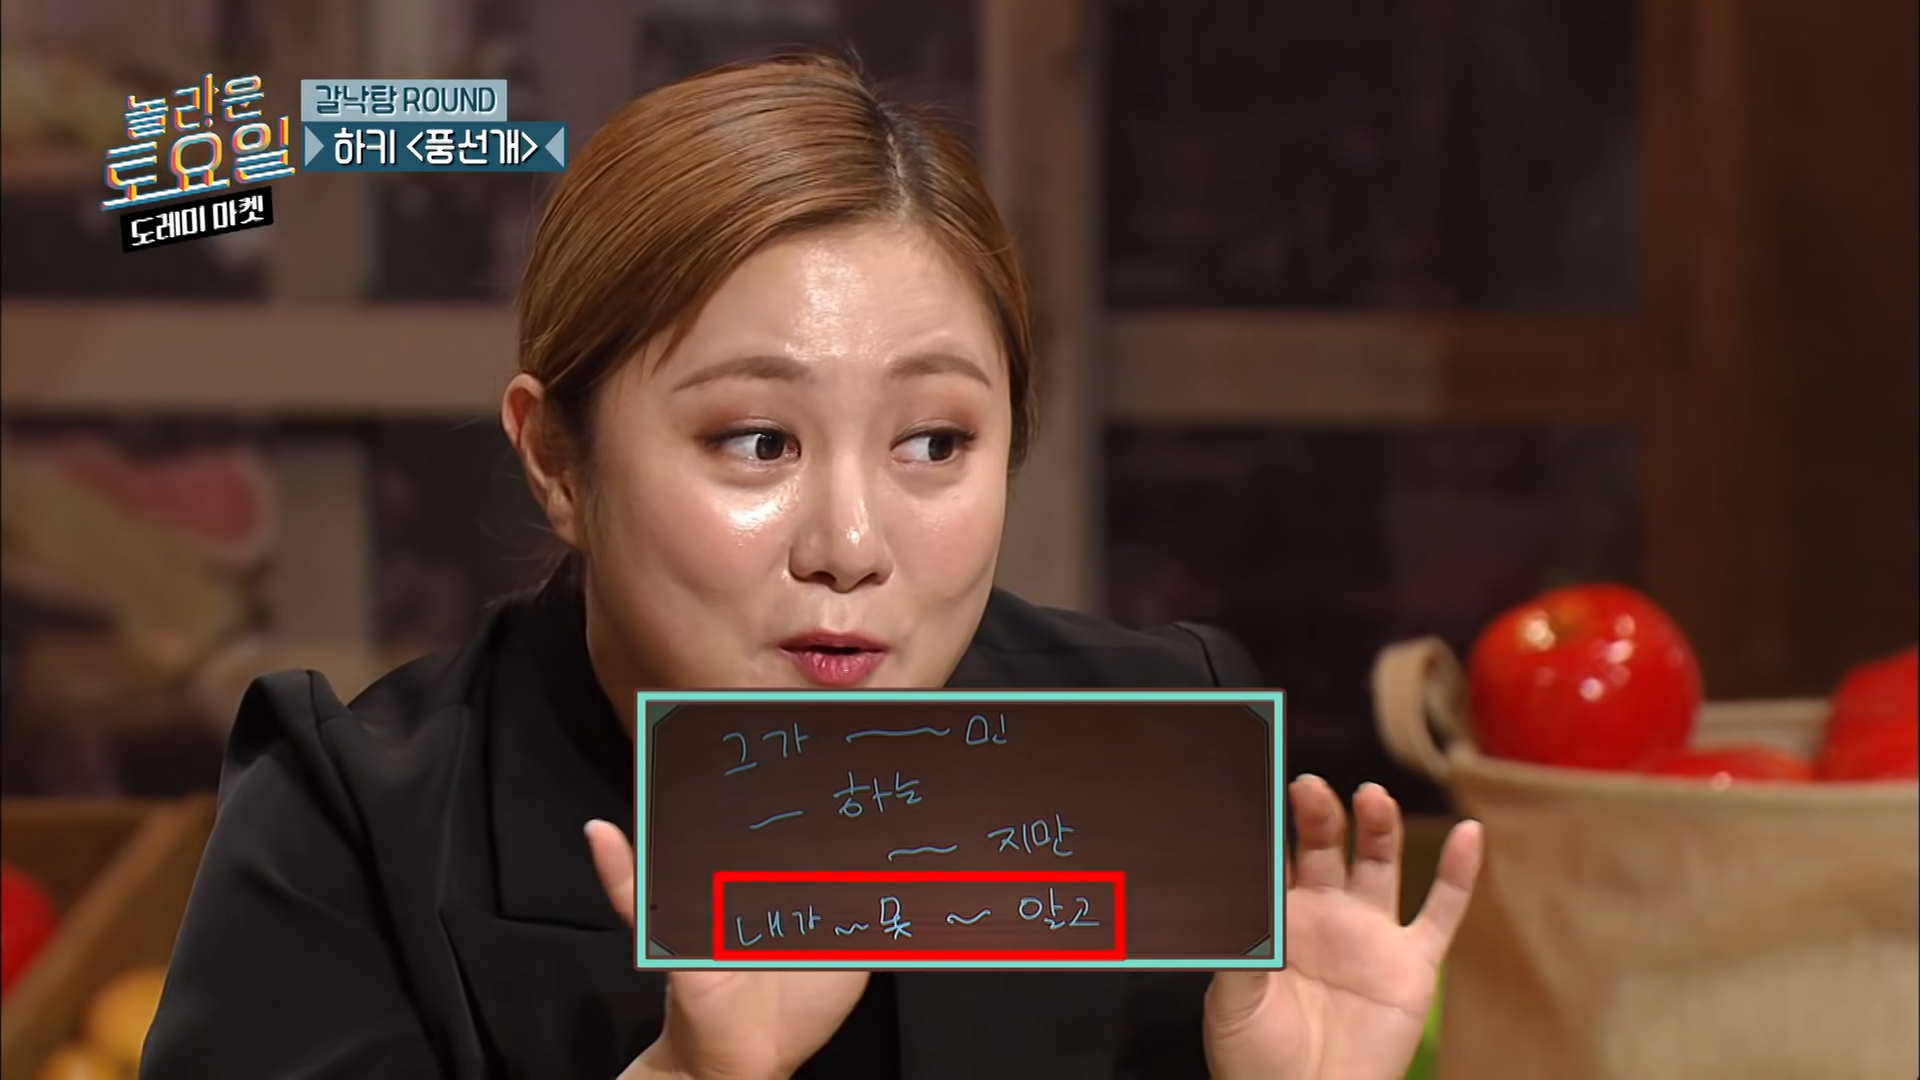 놀라운
토요일
도레미 마켓
갈낙탕 ROUND
하키 <풍선개>
그가 ~ 민
~ 하늘
~ 지만
내가 ~ 못 ~ 알고